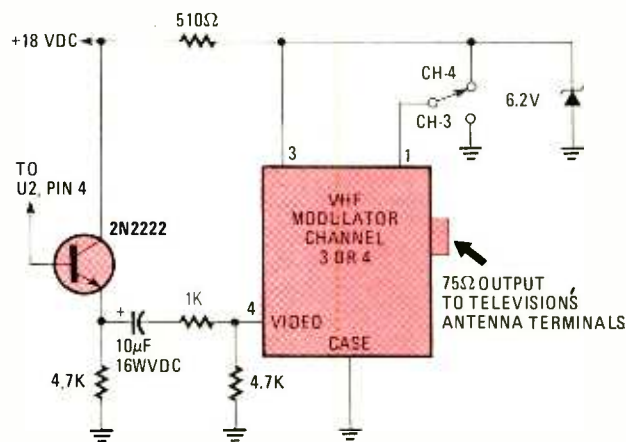 510Ω
+18 VDC
CH-4
CH-3
6.2V
3
1
TO
U2, PIN 4
2N2222
VHF
MODULATOR
CHANNEL
3 OR 4
75Ω OUTPUT
TO TELEVISIONS
ANTENNA TERMINALS
+
1K
4
VIDEO
10µF
16WVDC
CASE
4.7K
4.7K